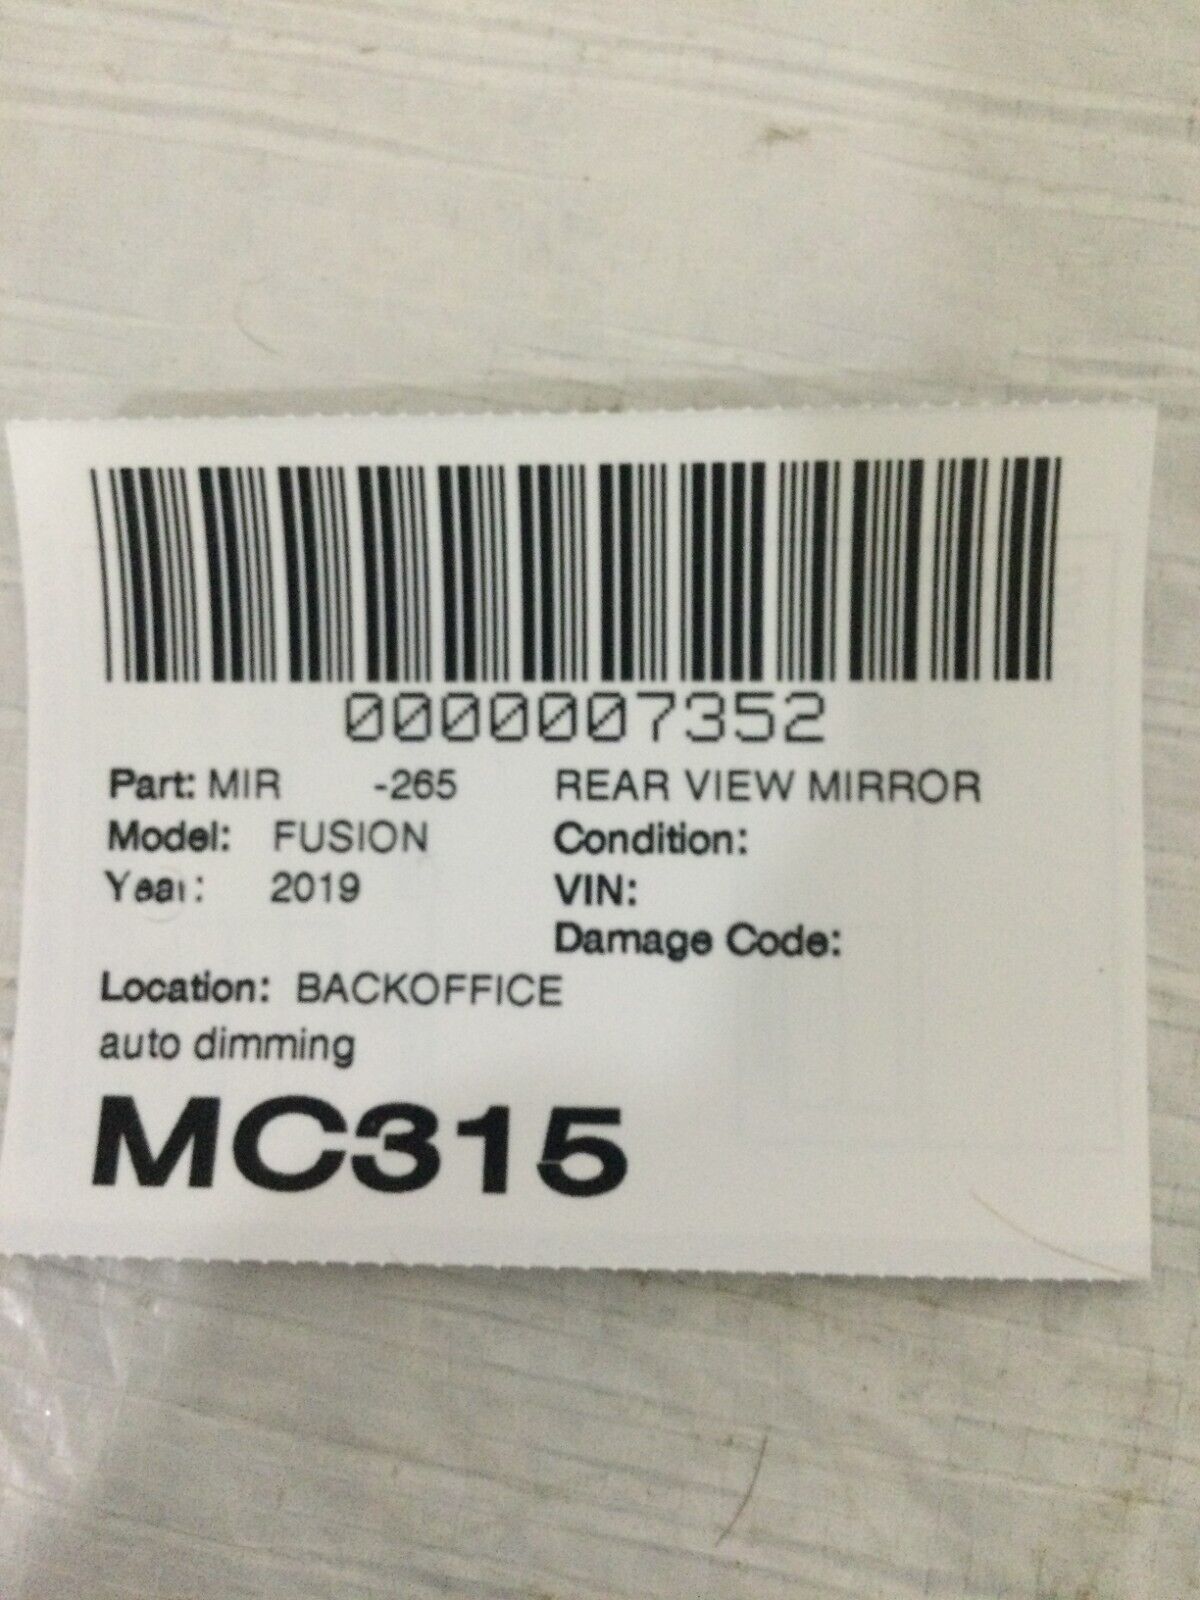 0000007352
Part: MIR -265 REAR VIEW MIRROR
Model: FUSION Condition:
Year: 2019 VIN:
Damage Code:
Location: BACKOFFICE
auto dimming
MC315